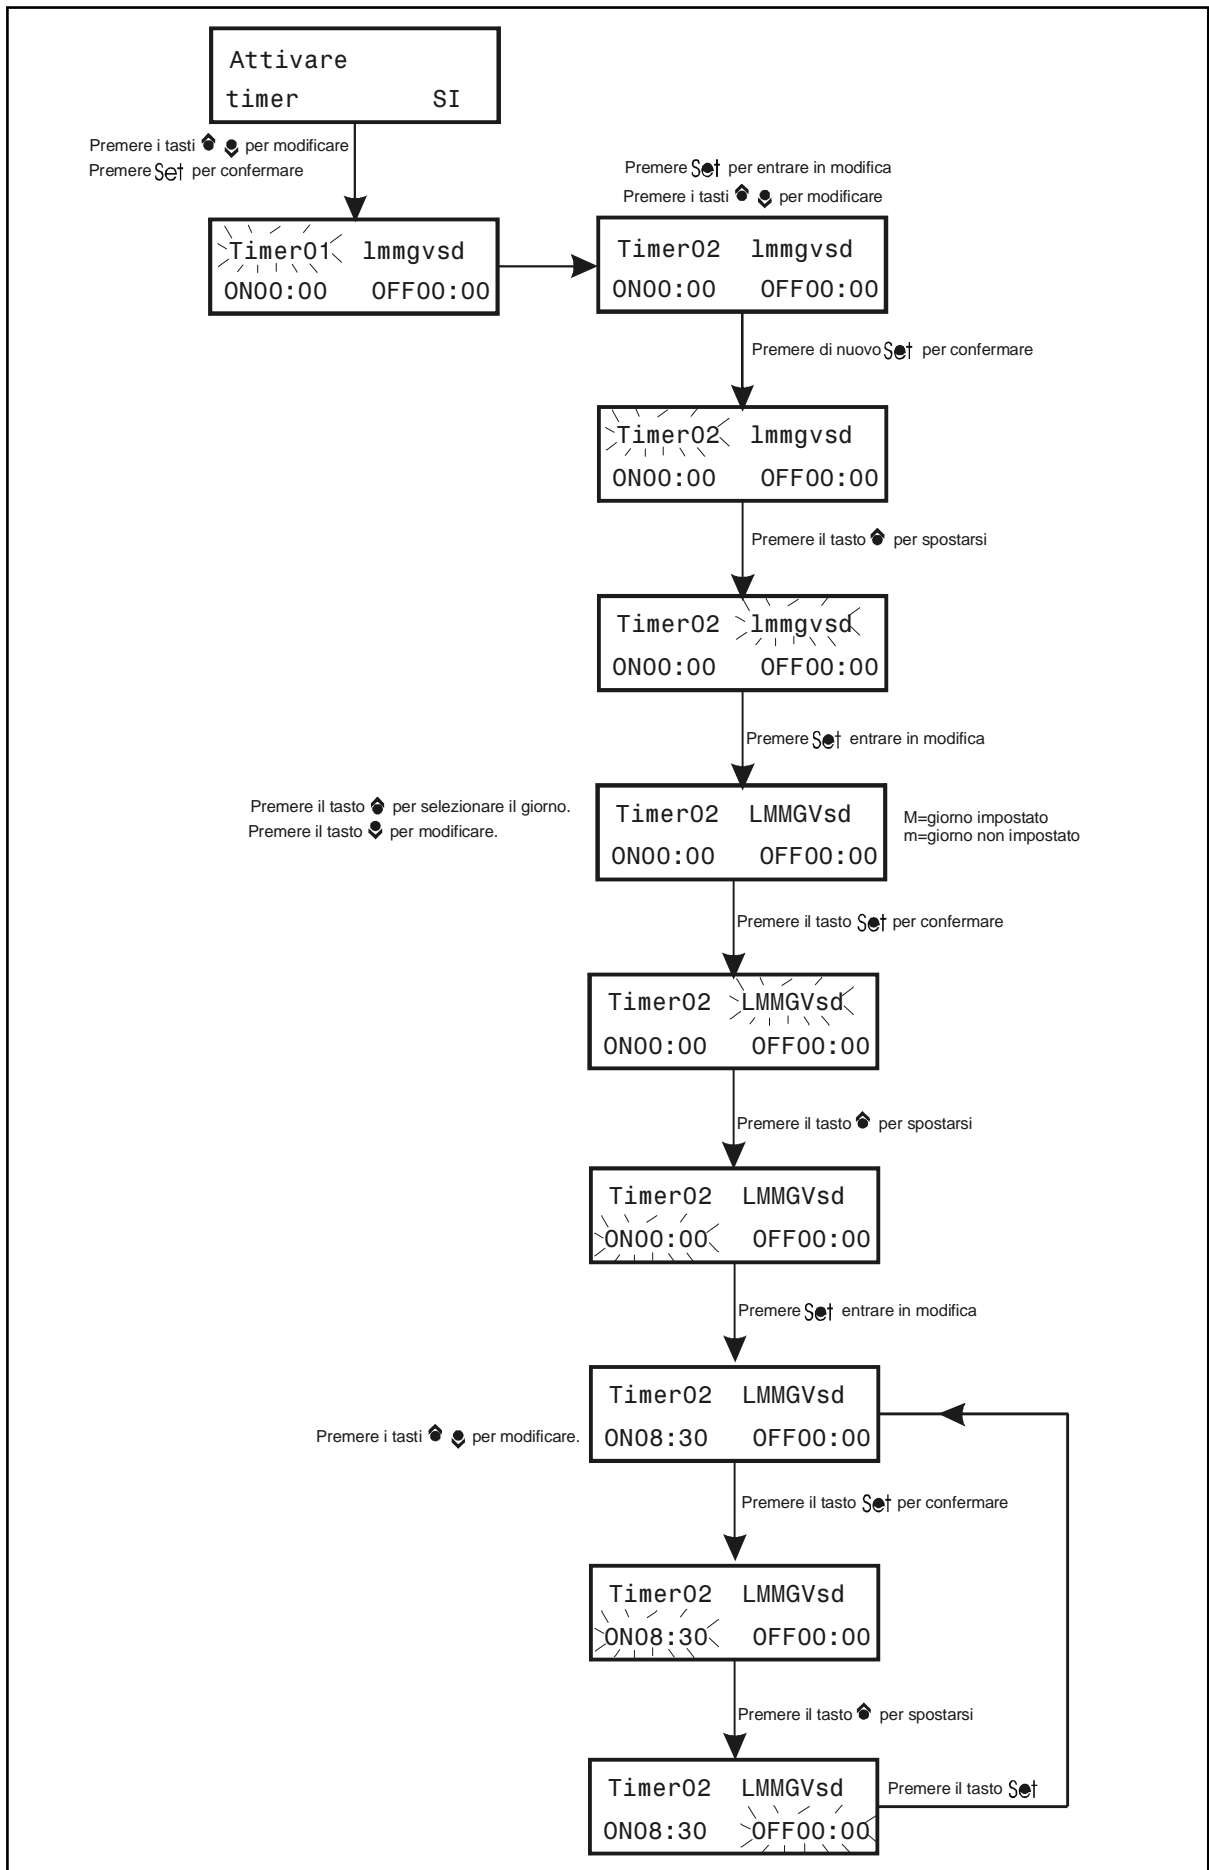 Attivare
timer SI
Premere i tasti per modificare
Premere Set per confermare
Premere Set per entrare in modifica
Premere i tasti per modificare
Timer01 lmmgvsd
ON00:00 OFF00:00
Timer02 lmmgvsd
ON00:00 OFF00:00
Premere di nuovo Set per confermare
Timer02 lmmgvsd
ON00:00 OFF00:00
Premere il tasto per spostarsi
Timer02 lmmgvsd
ON00:00 OFF00:00
Premere Set entrare in modifica
Premere il tasto per selezionare il giorno.
Premere il tasto per modificare.
Timer02 LMMGVsd
ON00:00 OFF00:00
M=giorno impostato
m=giorno non impostato
Premere il tasto Set per confermare
Timer02 LMMGVsd
ON00:00 OFF00:00
Premere il tasto per spostarsi
Timer02 LMMGVsd
ON00:00 OFF00:00
Premere Set entrare in modifica
Timer02 LMMGVsd
ON08:30 OFF00:00
Premere i tasti per modificare.
Premere il tasto Set per confermare
Timer02 LMMGVsd
ON08:30 OFF00:00
Premere il tasto per spostarsi
Timer02 LMMGVsd
ON08:30 OFF00:00
Premere il tasto Set